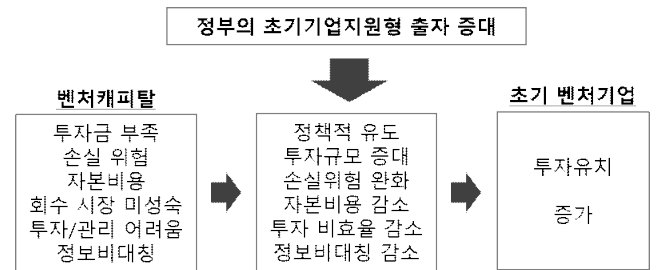 정부의 초기기업지원형 출자 증대
벤처캐피탈
투자금 부족
손실 위험
자본비용
회수 시장 미성숙
투자/관리 어려움
정보비대칭
정책적 유도
투자규모 증대
손실위험 완화
자본비용 감소
투자 비효율 감소
정보비대칭 감소
초기 벤처기업
투자유치
증가